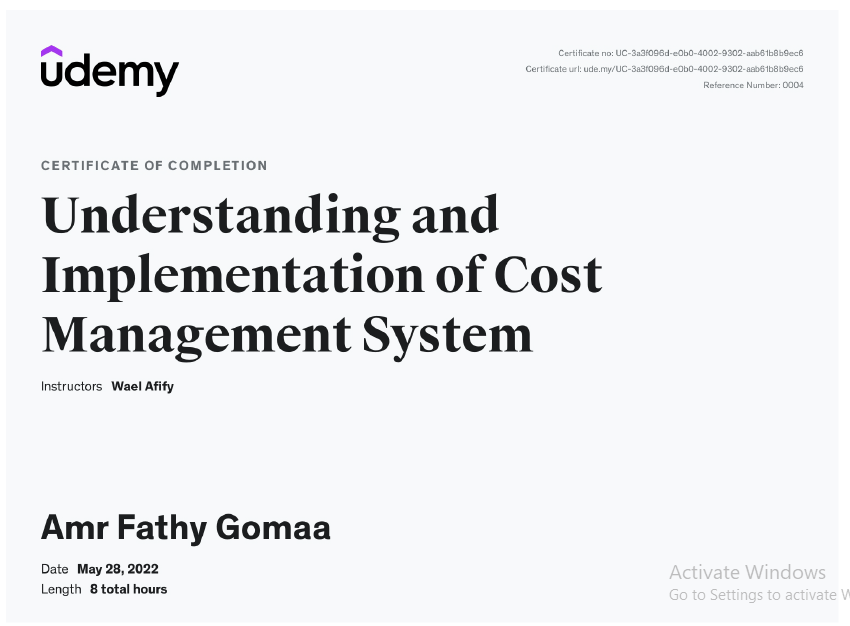 udemy
Certificate no: UC-3a3f096d-e0b0-4002-9302-aab61b8b9ec6
Certificate url: ude.my/UC-3a3f096d-e0b0-4002-9302-aab61b8b9ec6
Reference Number: 0004
CERTIFICATE OF COMPLETION
Understanding and
Implementation of Cost
Management System
Instructors Wael Afify
Amr Fathy Gomaa
Date May 28, 2022
Length 8 total hours
Activate Windows
Go to Settings to activate W